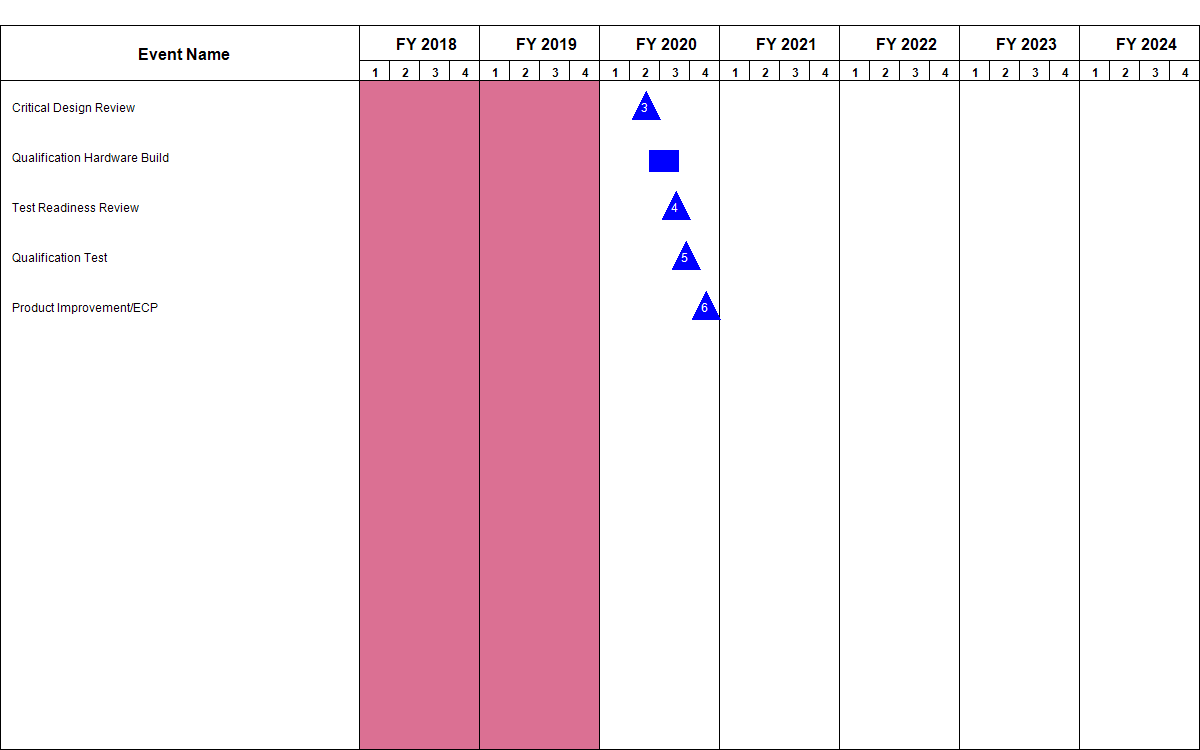 Event Name FY 2018 FY 2019 FY 2020 FY 2021 FY 2022 FY 2023 FY 2024
1 2 3 4 1 2 3 4 1 2 3 4 1 2 3 4 1 2 3 4 1 2 3 4 1 2 3 4
Critical Design Review 3
Qualification Hardware Build
Test Readiness Review 4
Qualification Test 5
Product Improvement/ECP 6